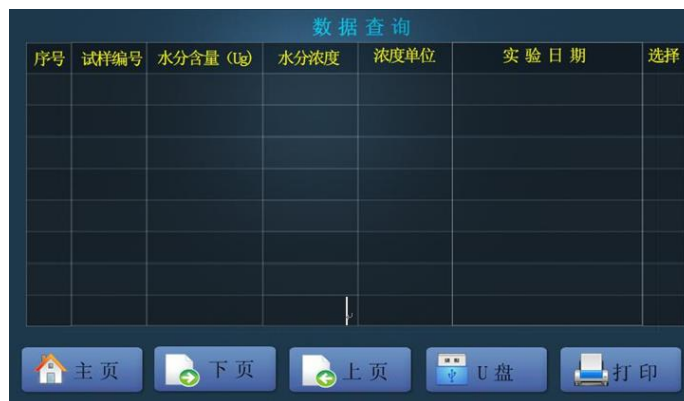 数据查询
序号 试样编号 水分含量（Ug） 水分浓度 浓度单位 实验日期 选择
主页 下页 上页 U盘 打印